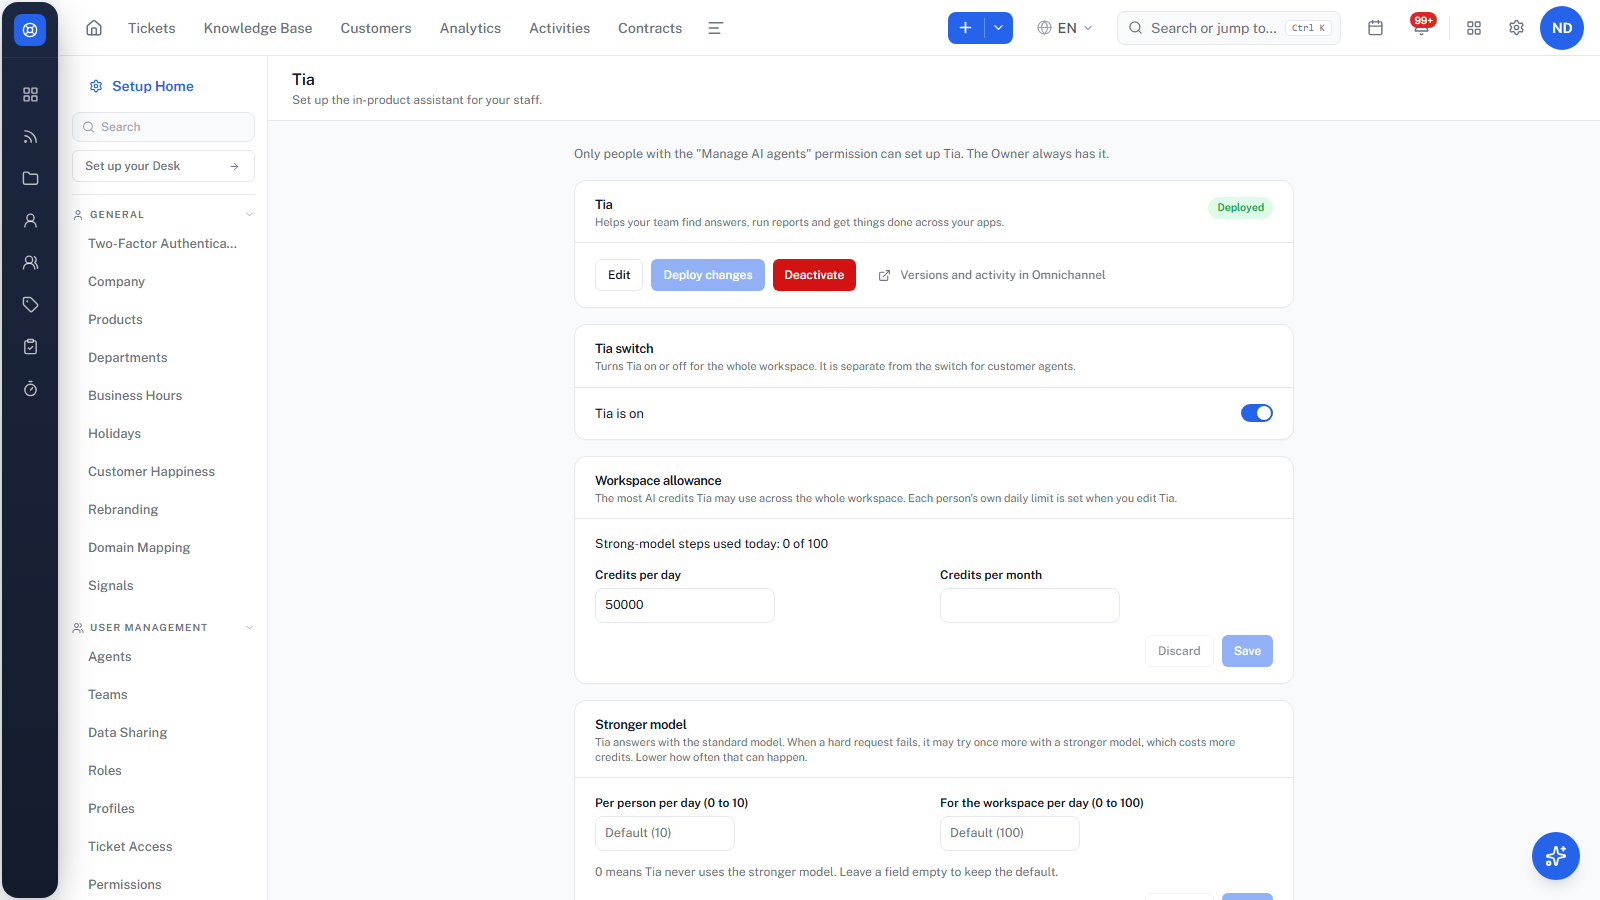 Tickets
Knowledge Base
Customers
Analytics
Activities
Contracts
EN
Search or jump to...
Ctrl K
99+
ND
Setup Home
Search
Set up your Desk
GENERAL
Two-Factor Authentica...
Company
Products
Departments
Business Hours
Holidays
Customer Happiness
Rebranding
Domain Mapping
Signals
USER MANAGEMENT
Agents
Teams
Data Sharing
Roles
Profiles
Ticket Access
Permissions
Tia
Set up the in-product assistant for your staff.
Only people with the "Manage AI agents" permission can set up Tia. The Owner always has it.
Tia
Helps your team find answers, run reports and get things done across your apps.
Deployed
Edit
Deploy changes
Deactivate
Versions and activity in Omnichannel
Tia switch
Turns Tia on or off for the whole workspace. It is separate from the switch for customer agents.
Tia is on
Workspace allowance
The most AI credits Tia may use across the whole workspace. Each person's own daily limit is set when you edit Tia.
Strong-model steps used today: 0 of 100
Credits per day
Credits per month
50000
Discard
Save
Stronger model
Tia answers with the standard model. When a hard request fails, it may try once more with a stronger model, which costs more
credits. Lower how often that can happen.
Per person per day (0 to 10)
For the workspace per day (0 to 100)
Default (10)
Default (100)
0 means Tia never uses the stronger model. Leave a field empty to keep the default.